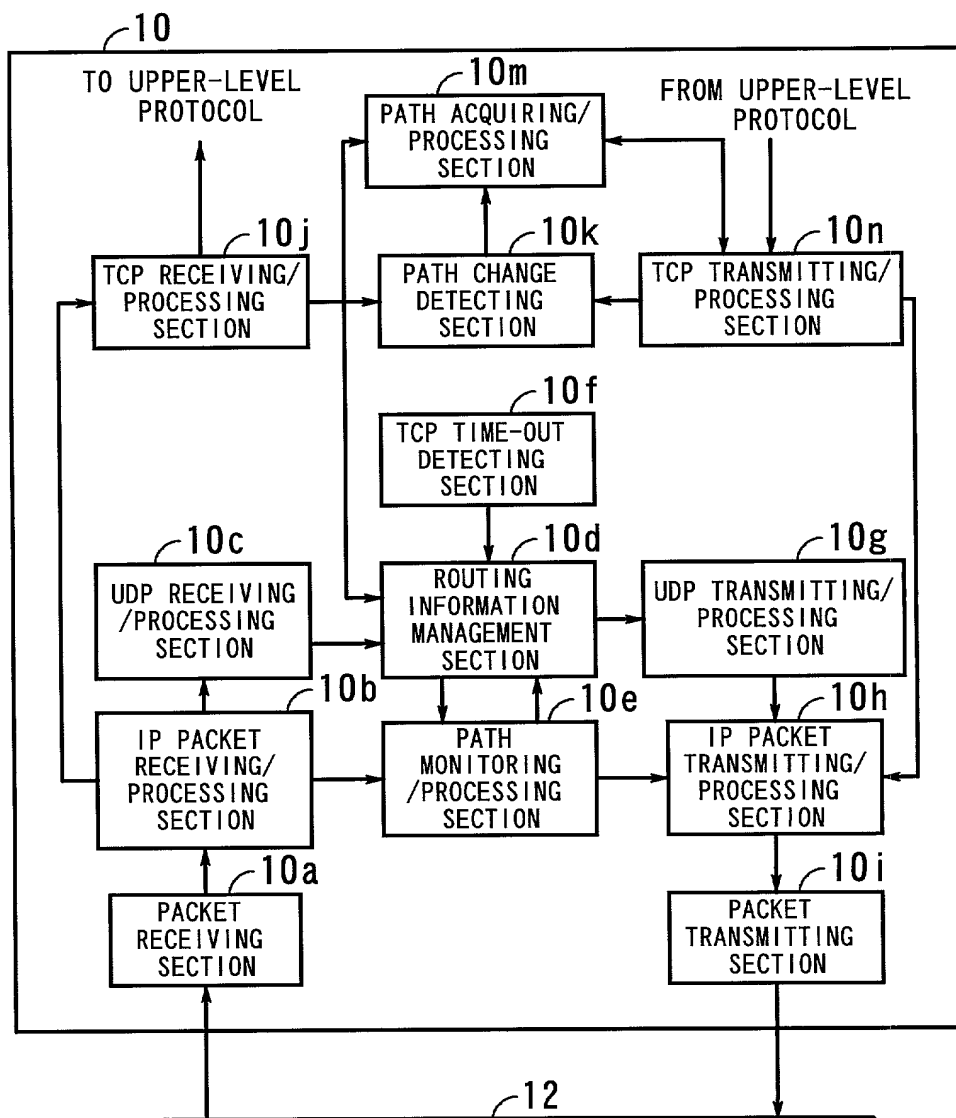 10
TO UPPER-LEVEL
PROTOCOL
10m
PATH ACQUIRING/
PROCESSING
SECTION
FROM UPPER-LEVEL
PROTOCOL
10j
TCP RECEIVING/
PROCESSING
SECTION
10k
PATH CHANGE
DETECTING
SECTION
10n
TCP TRANSMITTING/
PROCESSING
SECTION
10f
TCP TIME-OUT
DETECTING
SECTION
10c
UDP RECEIVING
/PROCESSING
SECTION
10d
ROUTING
INFORMATION
MANAGEMENT
SECTION
10g
UDP TRANSMITTING/
PROCESSING
SECTION
10b
IP PACKET
RECEIVING/
PROCESSING
SECTION
10e
PATH
MONITORING
/PROCESSING
SECTION
10h
IP PACKET
TRANSMITTING/
PROCESSING
SECTION
10a
PACKET
RECEIVING
SECTION
10i
PACKET
TRANSMITTING
SECTION
12